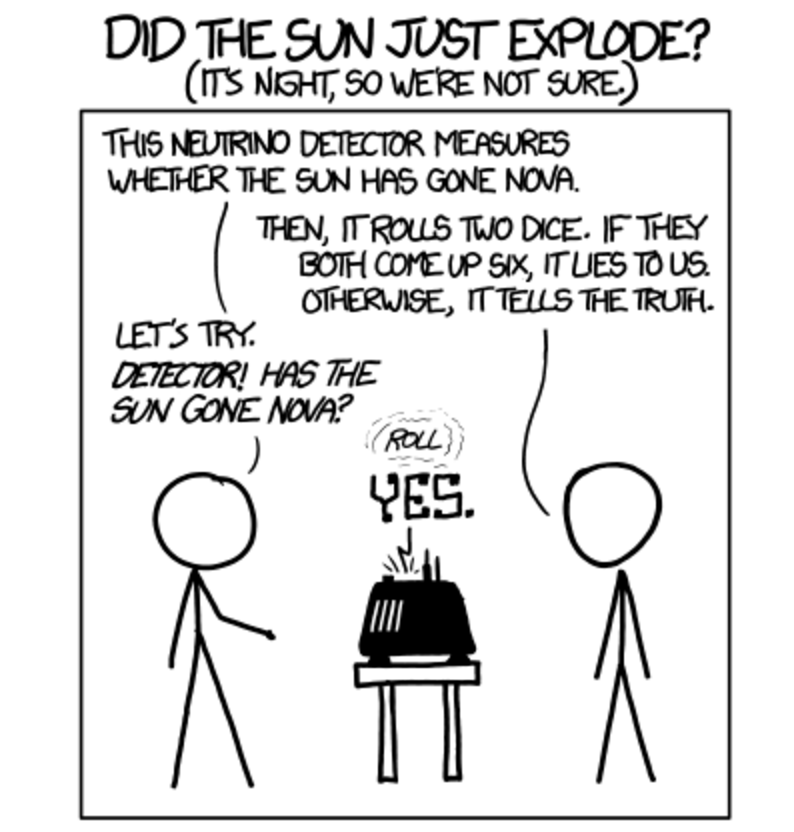 DID THE SUN JUST EXPLODE?
(IT'S NIGHT, SO WE'RE NOT SURE.)
THIS NEUTRINO DETECTOR MEASURES
WHETHER THE SUN HAS GONE NOVA.
THEN, IT ROLLS TWO DICE. IF THEY
BOTH COME UP SIX, IT LIES TO US.
OTHERWISE, IT TELLS THE TRUTH.
LET'S TRY.
DETECTOR! HAS THE
SUN GONE NOVA?
ROLL
YES.